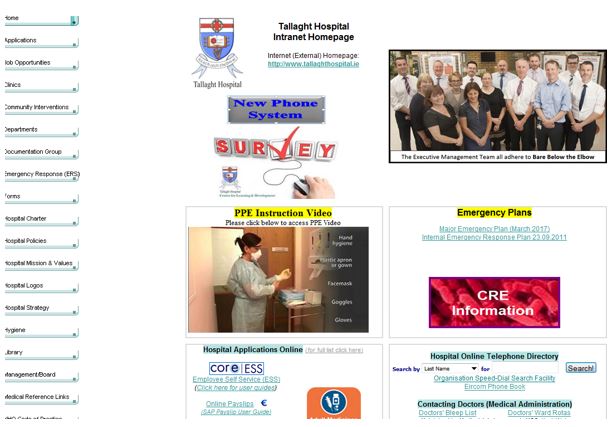 Home
Applications
Job Opportunities
Clinics
Community Interventions
Departments
Documentation Group
Emergency Response (ERS)
Forms
Hospital Charter
Hospital Policies
Hospital Mission & Values
Hospital Logos
Hospital Strategy
Hygiene
Library
Management/Board
Medical Reference Links
Tallaght Hospital
Tallaght Hospital
Intranet Homepage
Internet (External) Homepage:
http://www.tallaghthospital.ie
New Phone
System
SURVEY
Tallaght Hospital
Centre for Learning & Development
The Executive Management Team all adhere to Bare Below the Elbow
PPE Instruction Video
Please click below to access PPE Video
Hand
hygiene
Plastic apron
or gown
Facemask
Goggles
Gloves
Emergency Plans
Major Emergency Plan (March 2017)
Internal Emergency Response Plan 23.09.2011
CRE
Information
Hospital Applications Online (for full list click here)
core ESS
Employee Self Service (ESS)
(Click here for user guides)
Online Payslips €
(SAP Payslip User Guide)
Hospital Online Telephone Directory
Search by Last Name for Search!
Organisation Speed-Dial Search Facility
Eircom Phone Book
Contacting Doctors (Medical Administration)
Doctors' Bleep List Doctors' Ward Rotas